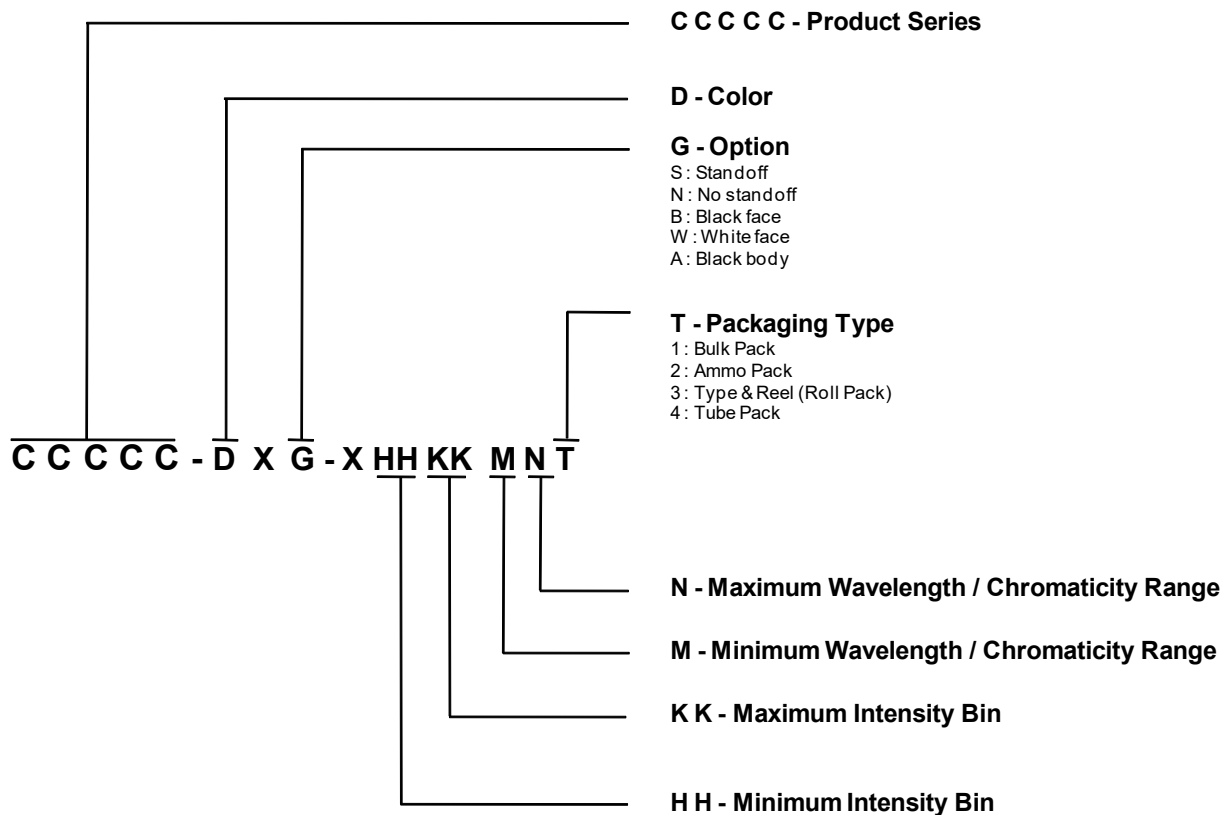 C C C C C - Product Series
D - Color
G - Option
S : Standoff
N : No standoff
B : Black face
W : White face
A : Black body
T - Packaging Type
1 : Bulk Pack
2 : Ammo Pack
3 : Type & Reel (Roll Pack)
4 : Tube Pack
C C C C C - D X G - X HH KK M N T
N - Maximum Wavelength / Chromaticity Range
M - Minimum Wavelength / Chromaticity Range
K K - Maximum Intensity Bin
H H - Minimum Intensity Bin